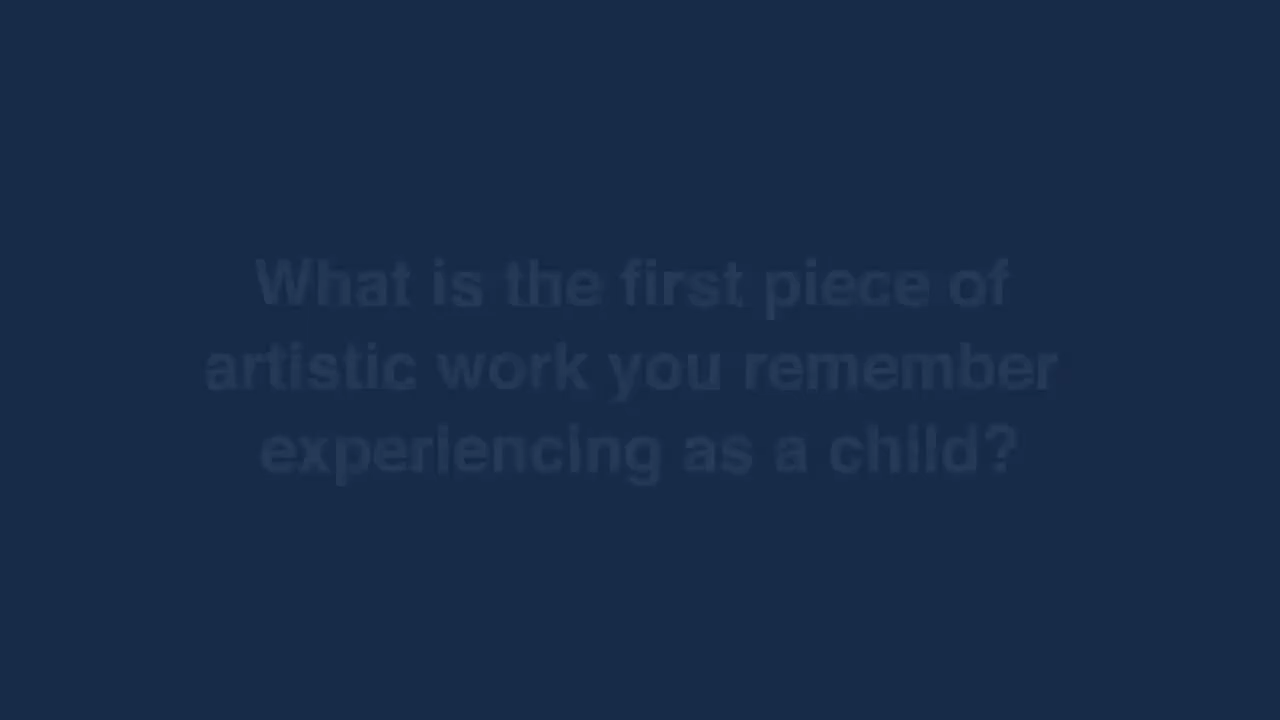 What is the first piece of
artistic work you remember
experiencing as a child?